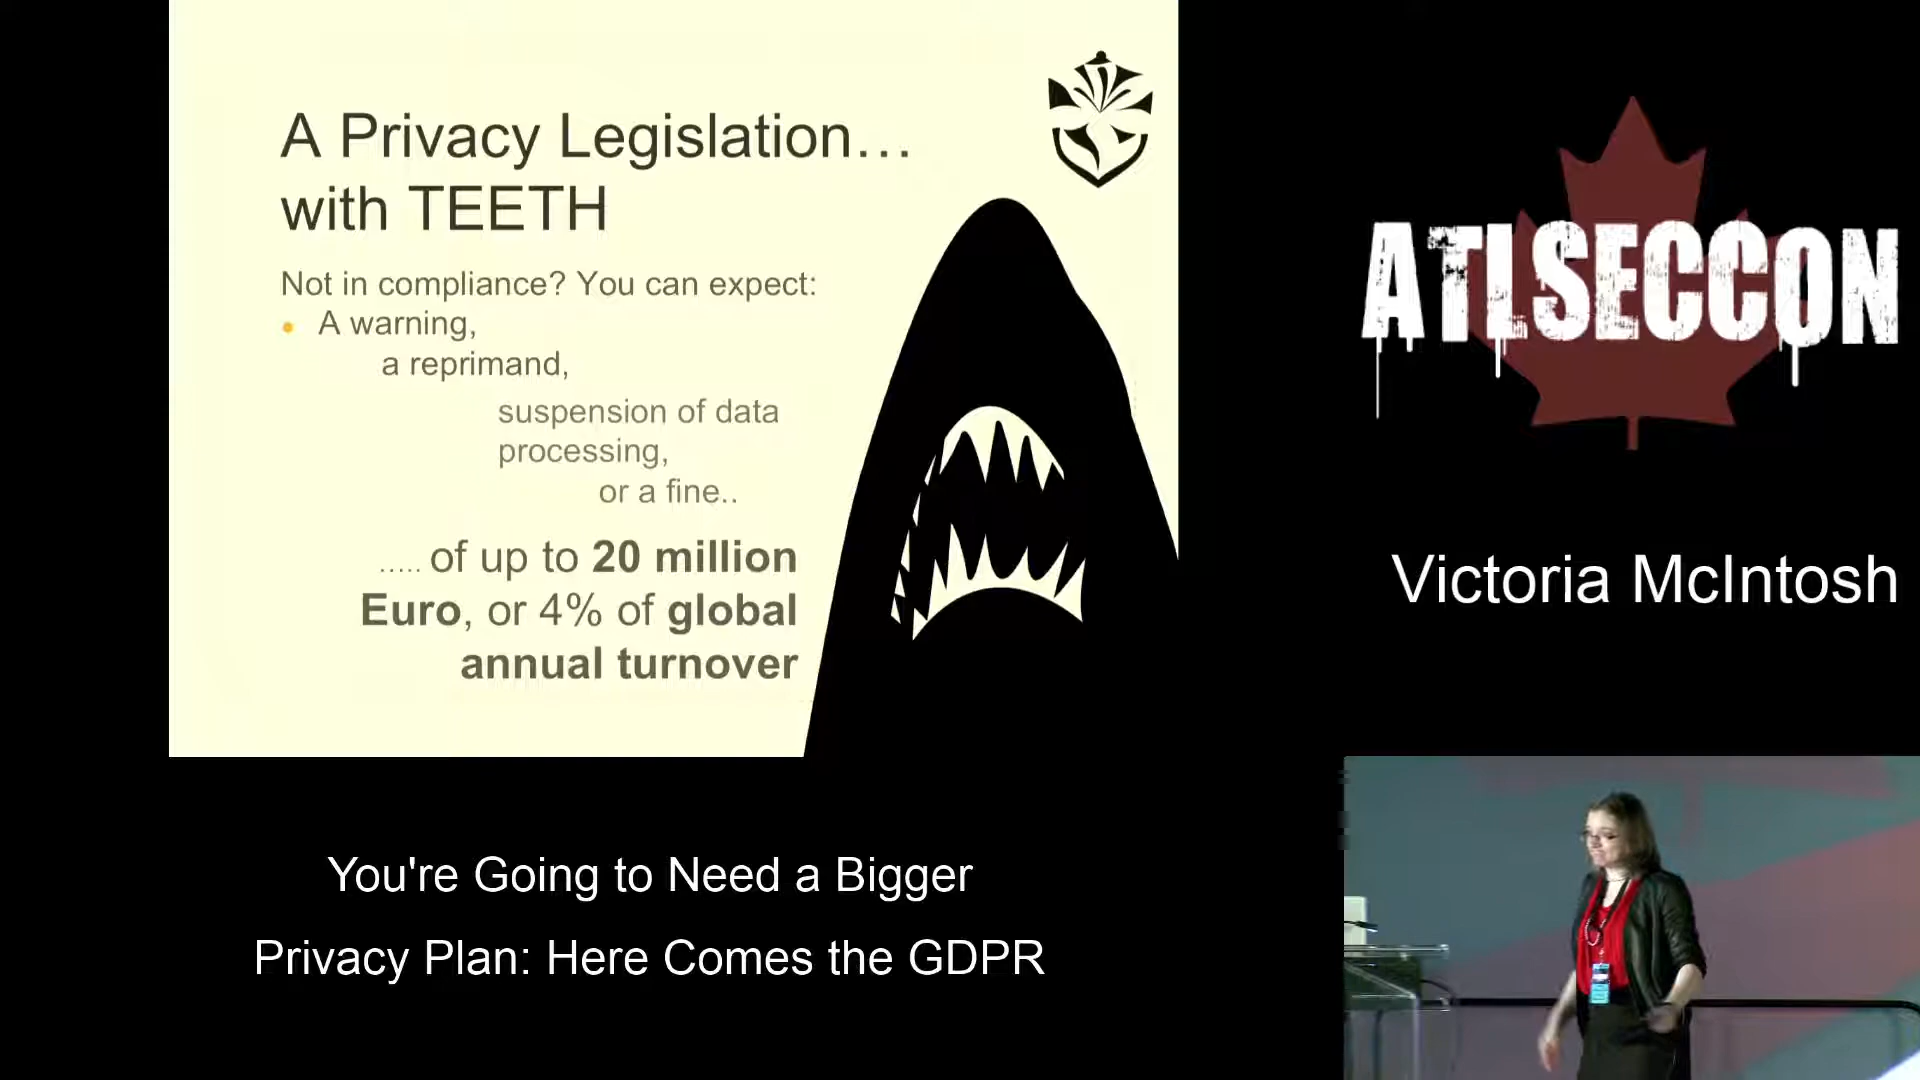 A Privacy Legislation…
with TEETH
Not in compliance? You can expect:
• A warning,
a reprimand,
suspension of data
processing,
or a fine..
..... of up to 20 million
Euro, or 4% of global
annual turnover
ATLSECCON
Victoria McIntosh
You're Going to Need a Bigger
Privacy Plan: Here Comes the GDPR